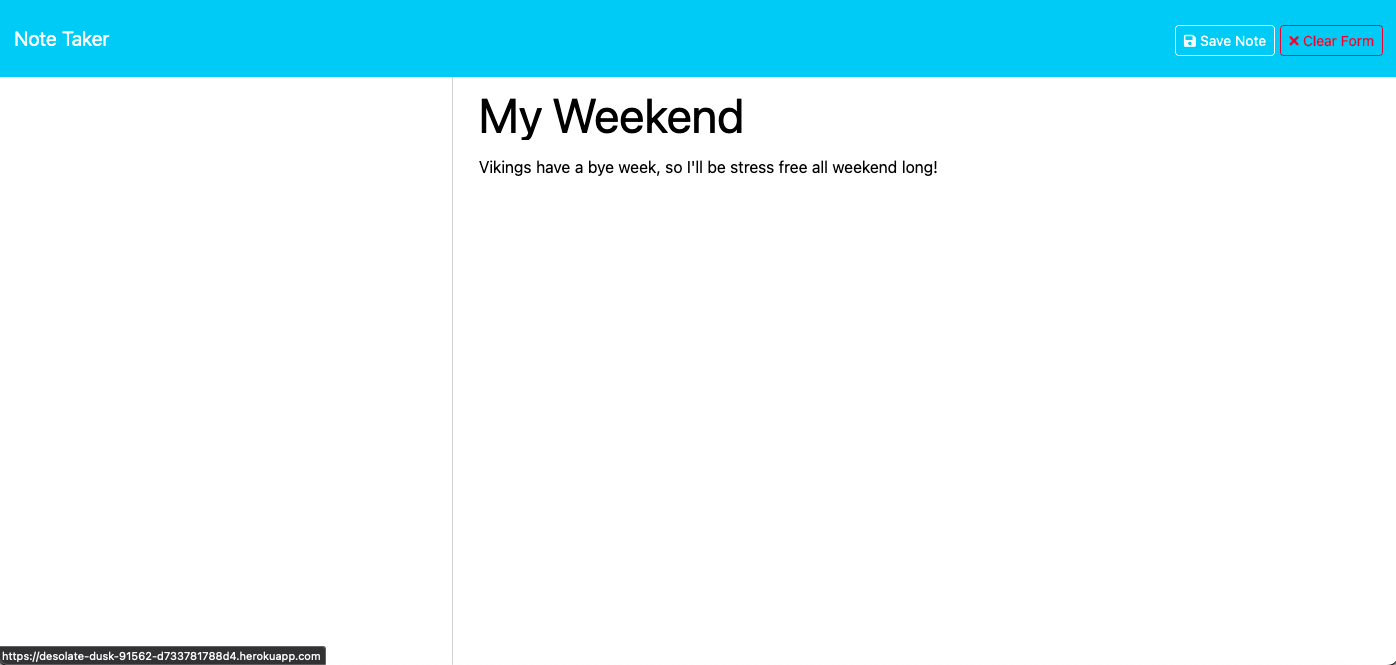 Note Taker
Save Note
Clear Form
My Weekend
Vikings have a bye week, so I'll be stress free all weekend long!
https://desolate-dusk-91562-d733781788d4.herokuapp.com